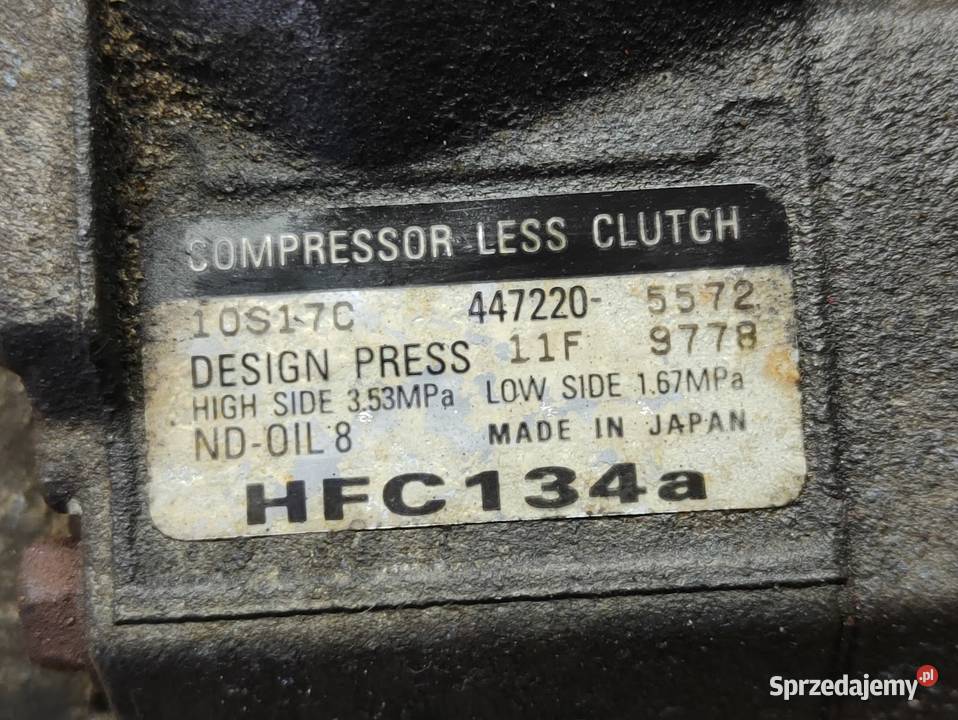 COMPRESSOR LESS CLUTCH
10S17C 447220- 5572
DESIGN PRESS 11F 9778
HIGH SIDE 3.53MPa LOW SIDE 1.67MPa
ND-OIL 8 MADE IN JAPAN
HFC134a
Sprzedajemy.pl